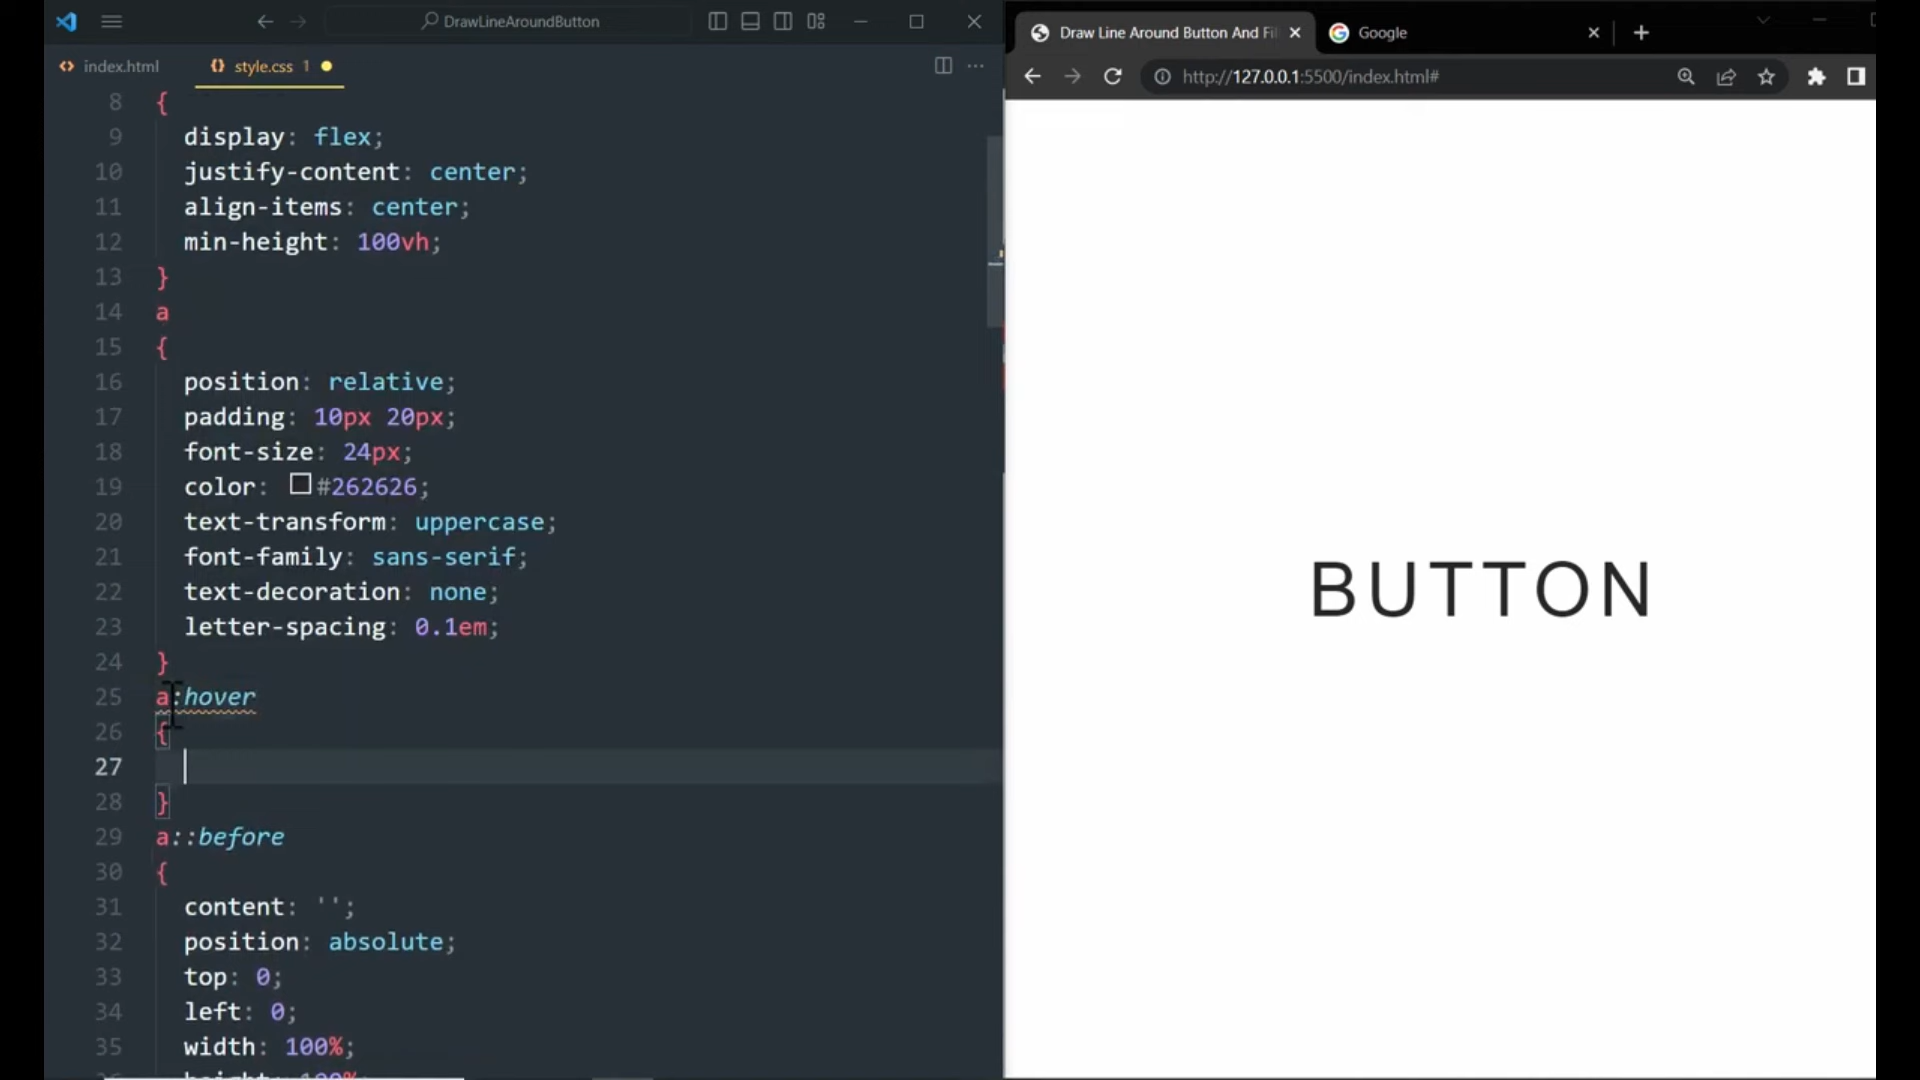 DrawLineAroundButton
index.html
style.css 1
8 {
9 display: flex;
10 justify-content: center;
11 align-items: center;
12 min-height: 100vh;
13 }
14 a
15 {
16 position: relative;
17 padding: 10px 20px;
18 font-size: 24px;
19 color: #262626;
20 text-transform: uppercase;
21 font-family: sans-serif;
22 text-decoration: none;
23 letter-spacing: 0.1em;
24 }
25 a:hover
26 {
27
28 }
29 a::before
30 {
31 content: '';
32 position: absolute;
33 top: 0;
34 left: 0;
35 width: 100%;
height: 100%;
Draw Line Around Button And Fil
Google
http://127.0.0.1:5500/index.html#
BUTTON